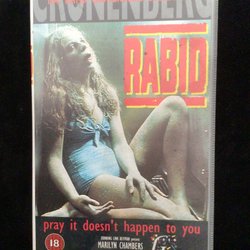 CRONENBERG
RABID
pray it doesn't happen to you
18
MARILYN CHAMBERS